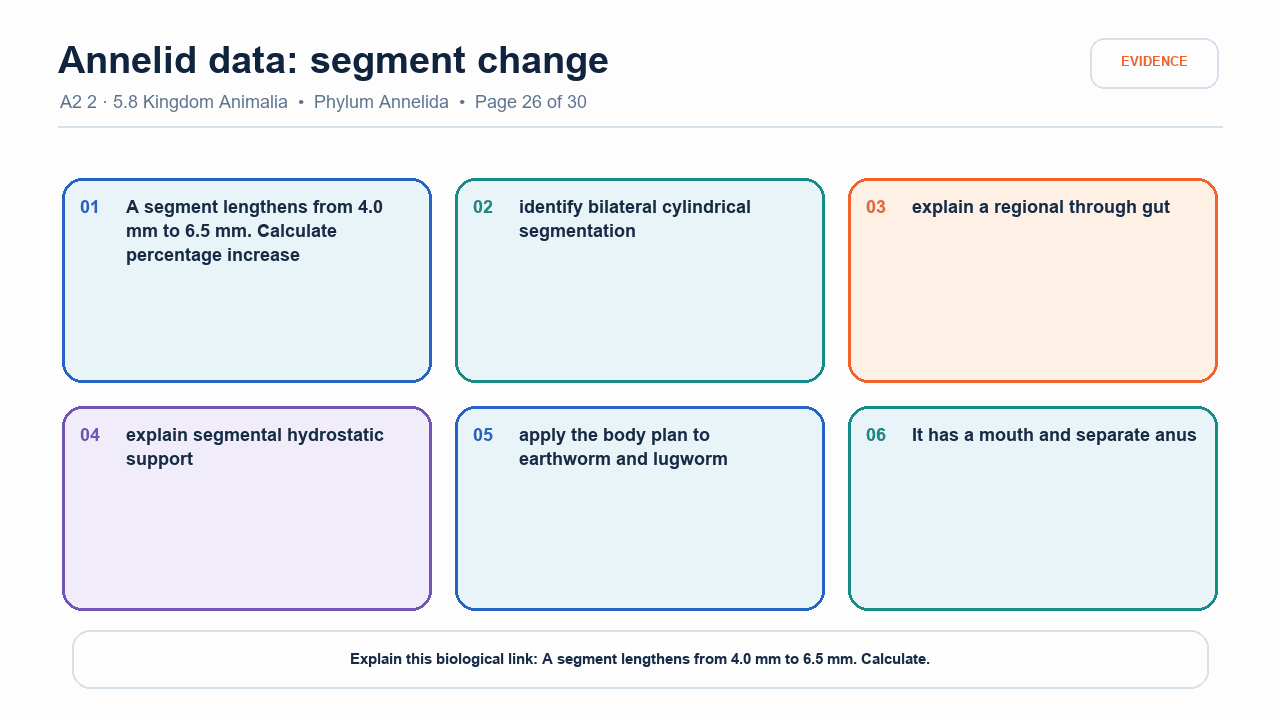 Annelid data: segment change
EVIDENCE
A2 2 · 5.8 Kingdom Animalia • Phylum Annelida • Page 26 of 30
01 A segment lengthens from 4.0
mm to 6.5 mm. Calculate
percentage increase
02 identify bilateral cylindrical
segmentation
03 explain a regional through gut
04 explain segmental hydrostatic
support
05 apply the body plan to
earthworm and lugworm
06 It has a mouth and separate anus
Explain this biological link: A segment lengthens from 4.0 mm to 6.5 mm. Calculate.